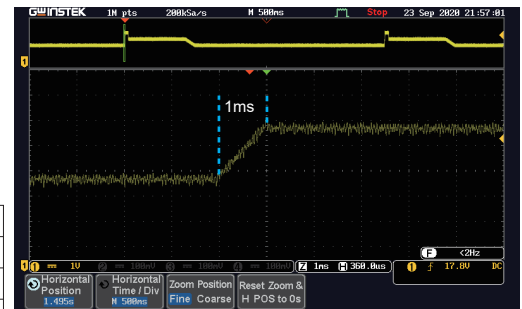 GWINSTEK 1M pts 200kSa/s M 500ms Stop 23 Sep 2020 21:57:01
1
1ms
F <2Hz
1 1V 2 100mV 3 100mV 4 100mV Z 1ms H 360.0us 1 f 17.8V DC
Horizontal Position 1.495s
Horizontal Time / Div M 500ms
Zoom Position Fine Coarse
Reset Zoom & H POS to 0s